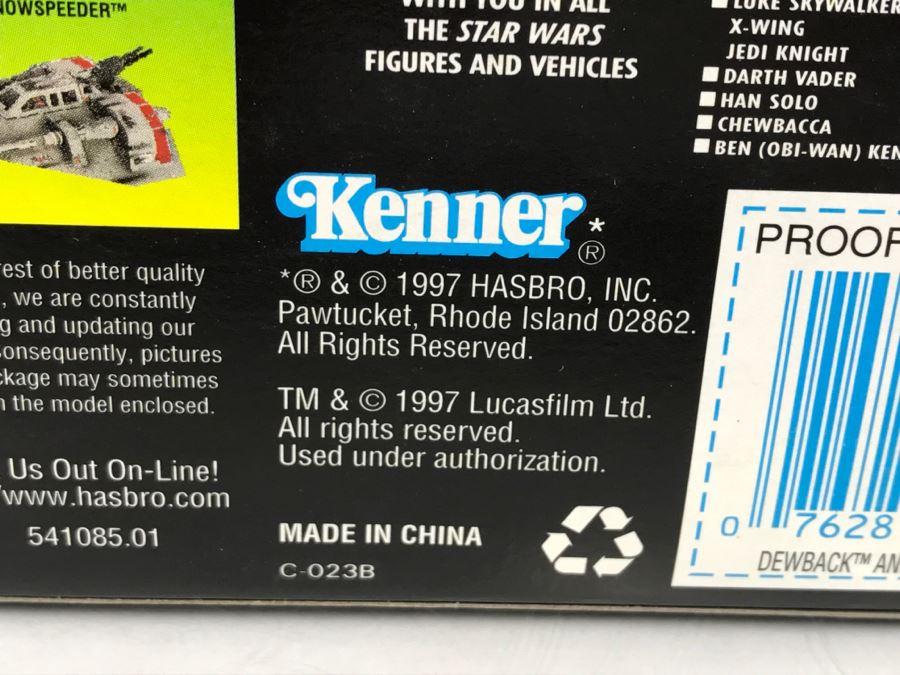 NOWSPEEDER™
WITH YOU IN ALL
THE STAR WARS
FIGURES AND VEHICLES
LUKE SKYWALKER
X-WING
JEDI KNIGHT
DARTH VADER
HAN SOLO
CHEWBACCA
BEN (OBI-WAN) KEN
Kenner*®
*® & © 1997 HASBRO, INC.
Pawtucket, Rhode Island 02862.
All Rights Reserved.
TM & © 1997 Lucasfilm Ltd.
All rights reserved.
Used under authorization.
MADE IN CHINA
C-023B
rest of better quality
, we are constantly
g and updating our
onsequently, pictures
ckage may sometimes
the model enclosed.
Us Out On-Line!
/www.hasbro.com
541085.01
PROOF
0 7628
DEWBACK™ AN